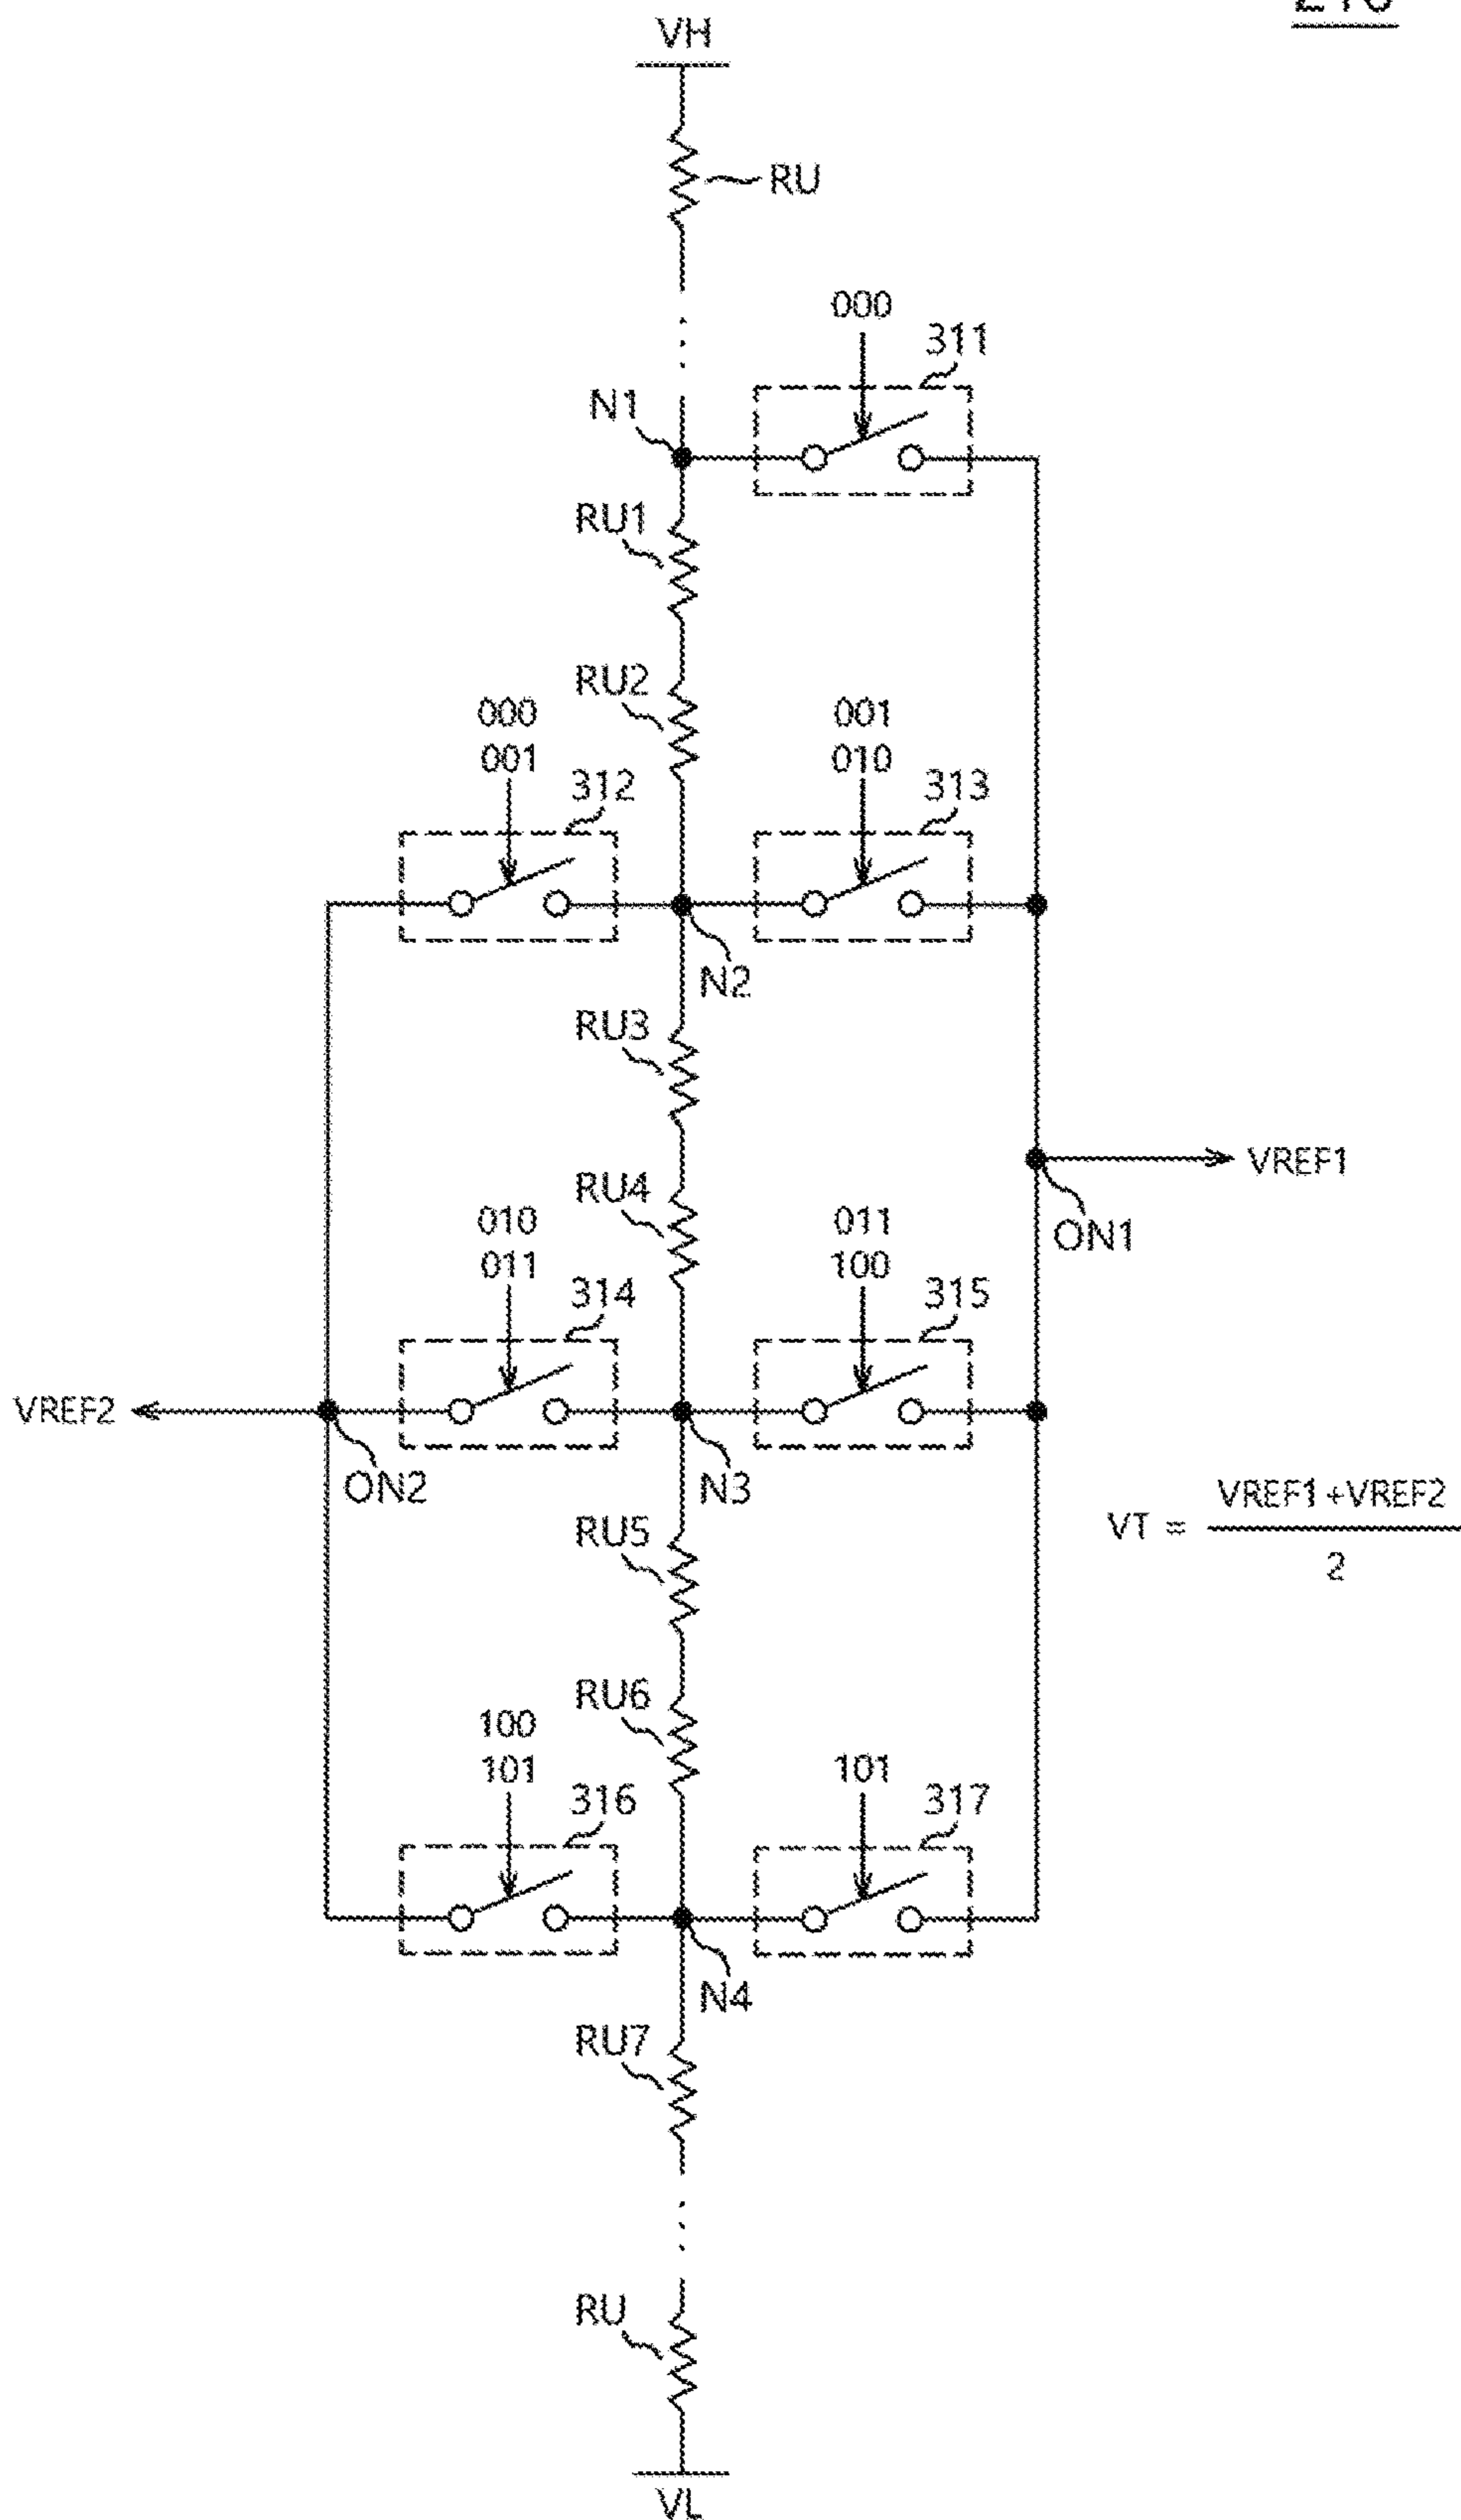 VH
RU
000
311
N1
RU1
RU2
000
001
312
001
010
313
N2
RU3
VREF1
RU4
ON1
010
011
314
011
100
315
VREF2
ON2
N3
VT = VREF1+VREF2
2
RU5
RU6
100
101
316
101
317
N4
RU7
RU
VL